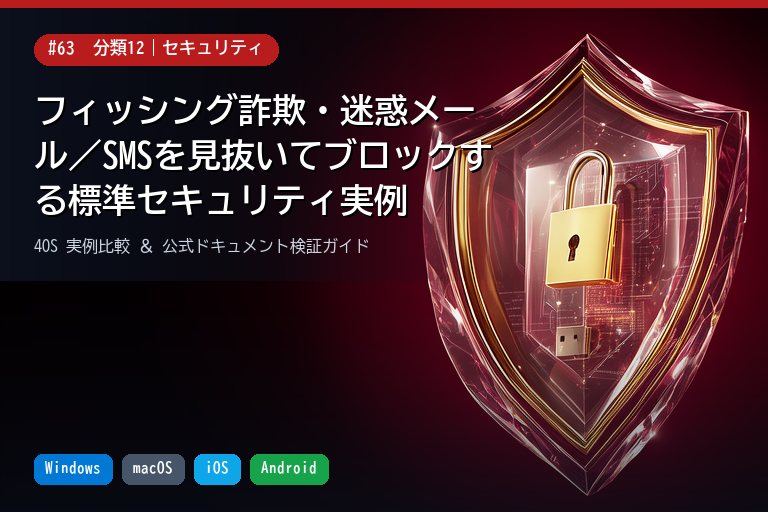 #63 分類12｜セキュリティ
フィッシング詐欺・迷惑メー
ル／SMSを見抜いてブロックす
る標準セキュリティ実例
4OS 実例比較 ＆ 公式ドキュメント検証ガイド
Windows macOS iOS Android